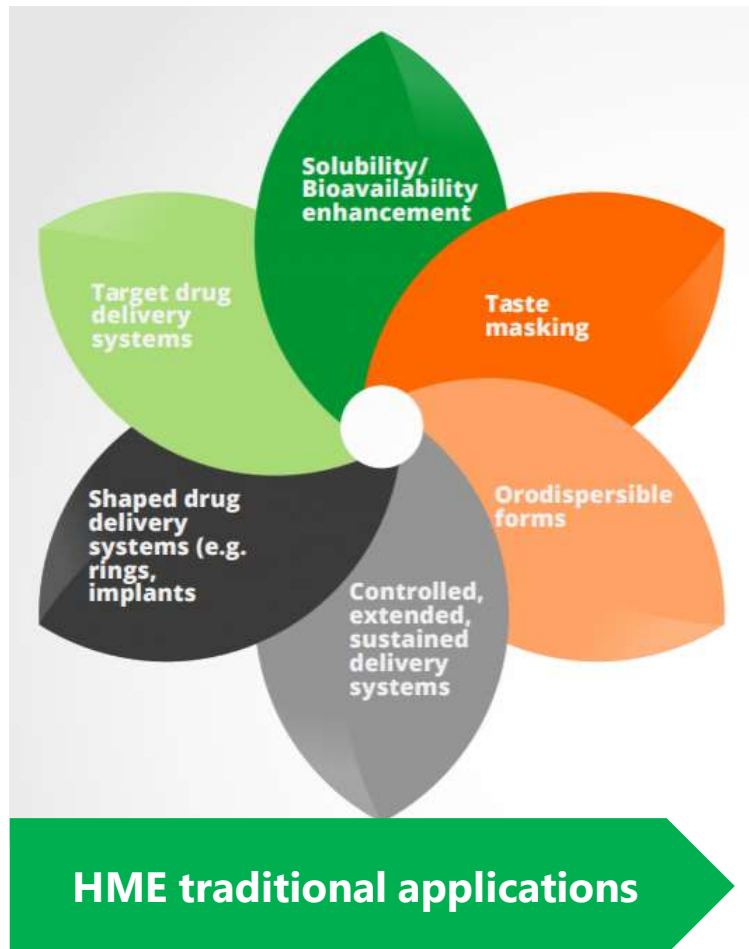 Solubility/
Bioavailability
enhancement
Taste
masking
Orodispersible
forms
Controlled,
extended,
sustained
delivery
systems
Shaped drug
delivery
systems (e.g.
rings,
implants
Target drug
delivery
systems
HME traditional applications